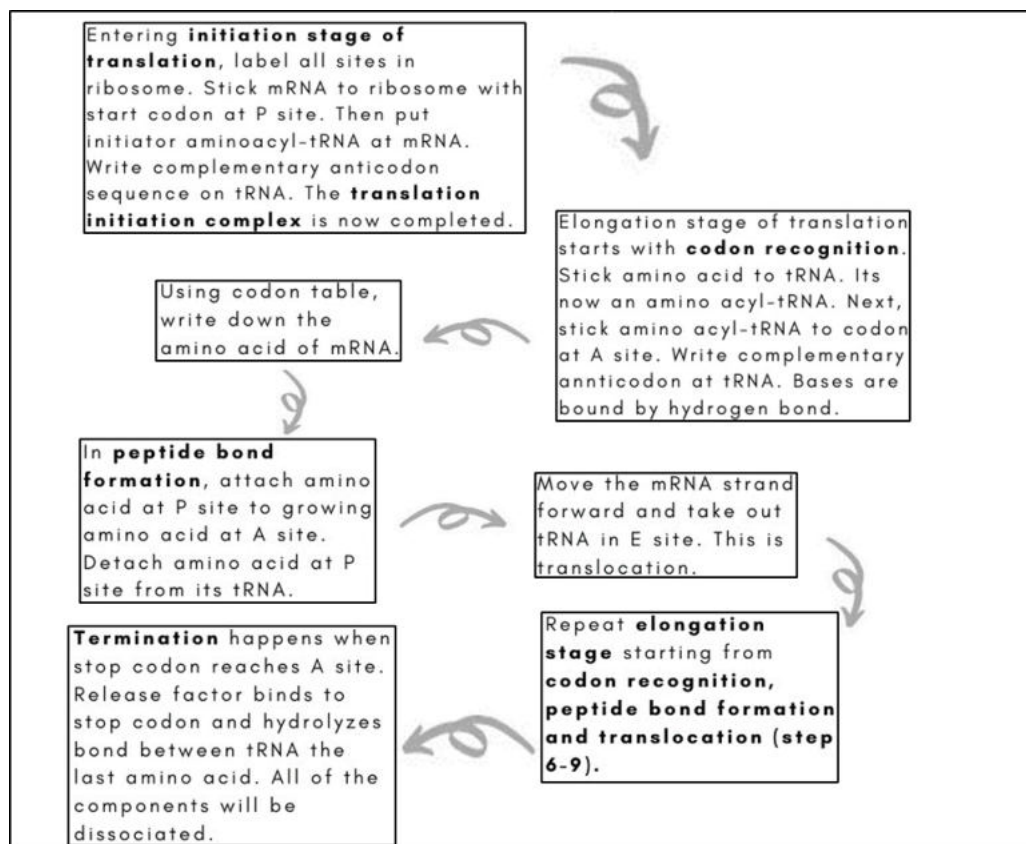 Entering initiation stage of
translation, label all sites in
ribosome. Stick mRNA to ribosome with
start codon at P site. Then put
initiator aminoacyl-tRNA at mRNA.
Write complementary anticodon
sequence on tRNA. The translation
initiation complex is now completed.
Elongation stage of translation
starts with codon recognition.
Stick amino acid to tRNA. Its
now an amino acyl-tRNA. Next,
stick amino acyl-tRNA to codon
at A site. Write complementary
annticodon at tRNA. Bases are
bound by hydrogen bond.
Using codon table,
write down the
amino acid of mRNA.
In peptide bond
formation, attach amino
acid at P site to growing
amino acid at A site.
Detach amino acid at P
site from its tRNA.
Move the mRNA strand
forward and take out
tRNA in E site. This is
translocation.
Repeat elongation
stage starting from
codon recognition,
peptide bond formation
and translocation (step
6-9).
Termination happens when
stop codon reaches A site.
Release factor binds to
stop codon and hydrolyzes
bond between tRNA the
last amino acid. All of the
components will be
dissociated.